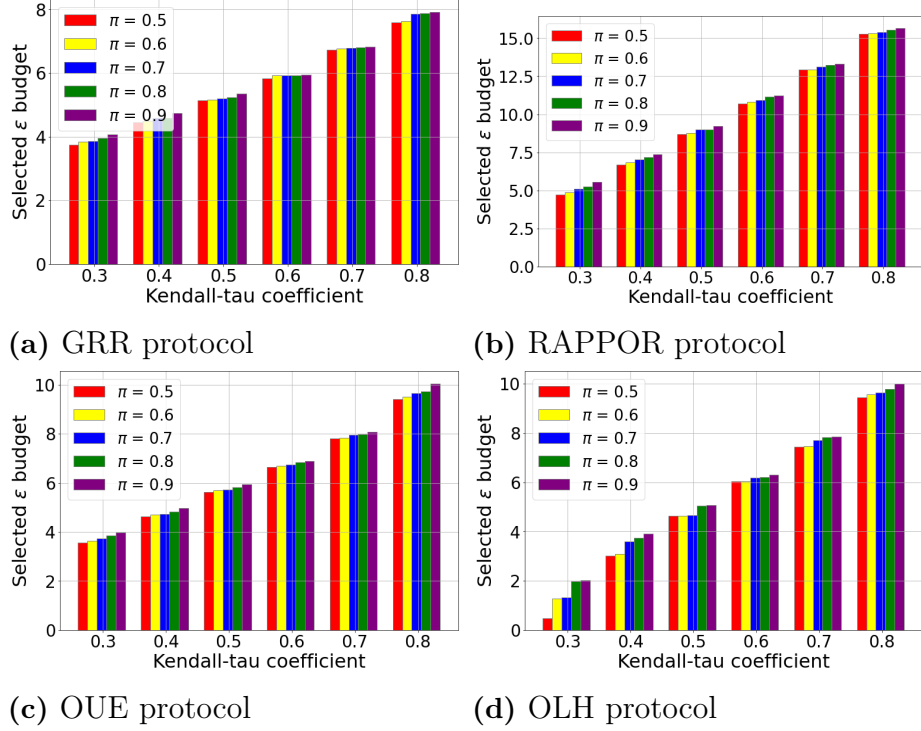 8
6
4
2
0
Selected ε budget
π = 0.5
π = 0.6
π = 0.7
π = 0.8
π = 0.9
0.3 0.4 0.5 0.6 0.7 0.8
Kendall-tau coefficient
(a) GRR protocol
15.0
12.5
10.0
7.5
5.0
2.5
0.0
Selected ε budget
π = 0.5
π = 0.6
π = 0.7
π = 0.8
π = 0.9
0.3 0.4 0.5 0.6 0.7 0.8
Kendall-tau coefficient
(b) RAPPOR protocol
10
8
6
4
2
0
Selected ε budget
π = 0.5
π = 0.6
π = 0.7
π = 0.8
π = 0.9
0.3 0.4 0.5 0.6 0.7 0.8
Kendall-tau coefficient
(c) OUE protocol
10
8
6
4
2
0
Selected ε budget
π = 0.5
π = 0.6
π = 0.7
π = 0.8
π = 0.9
0.3 0.4 0.5 0.6 0.7 0.8
Kendall-tau coefficient
(d) OLH protocol